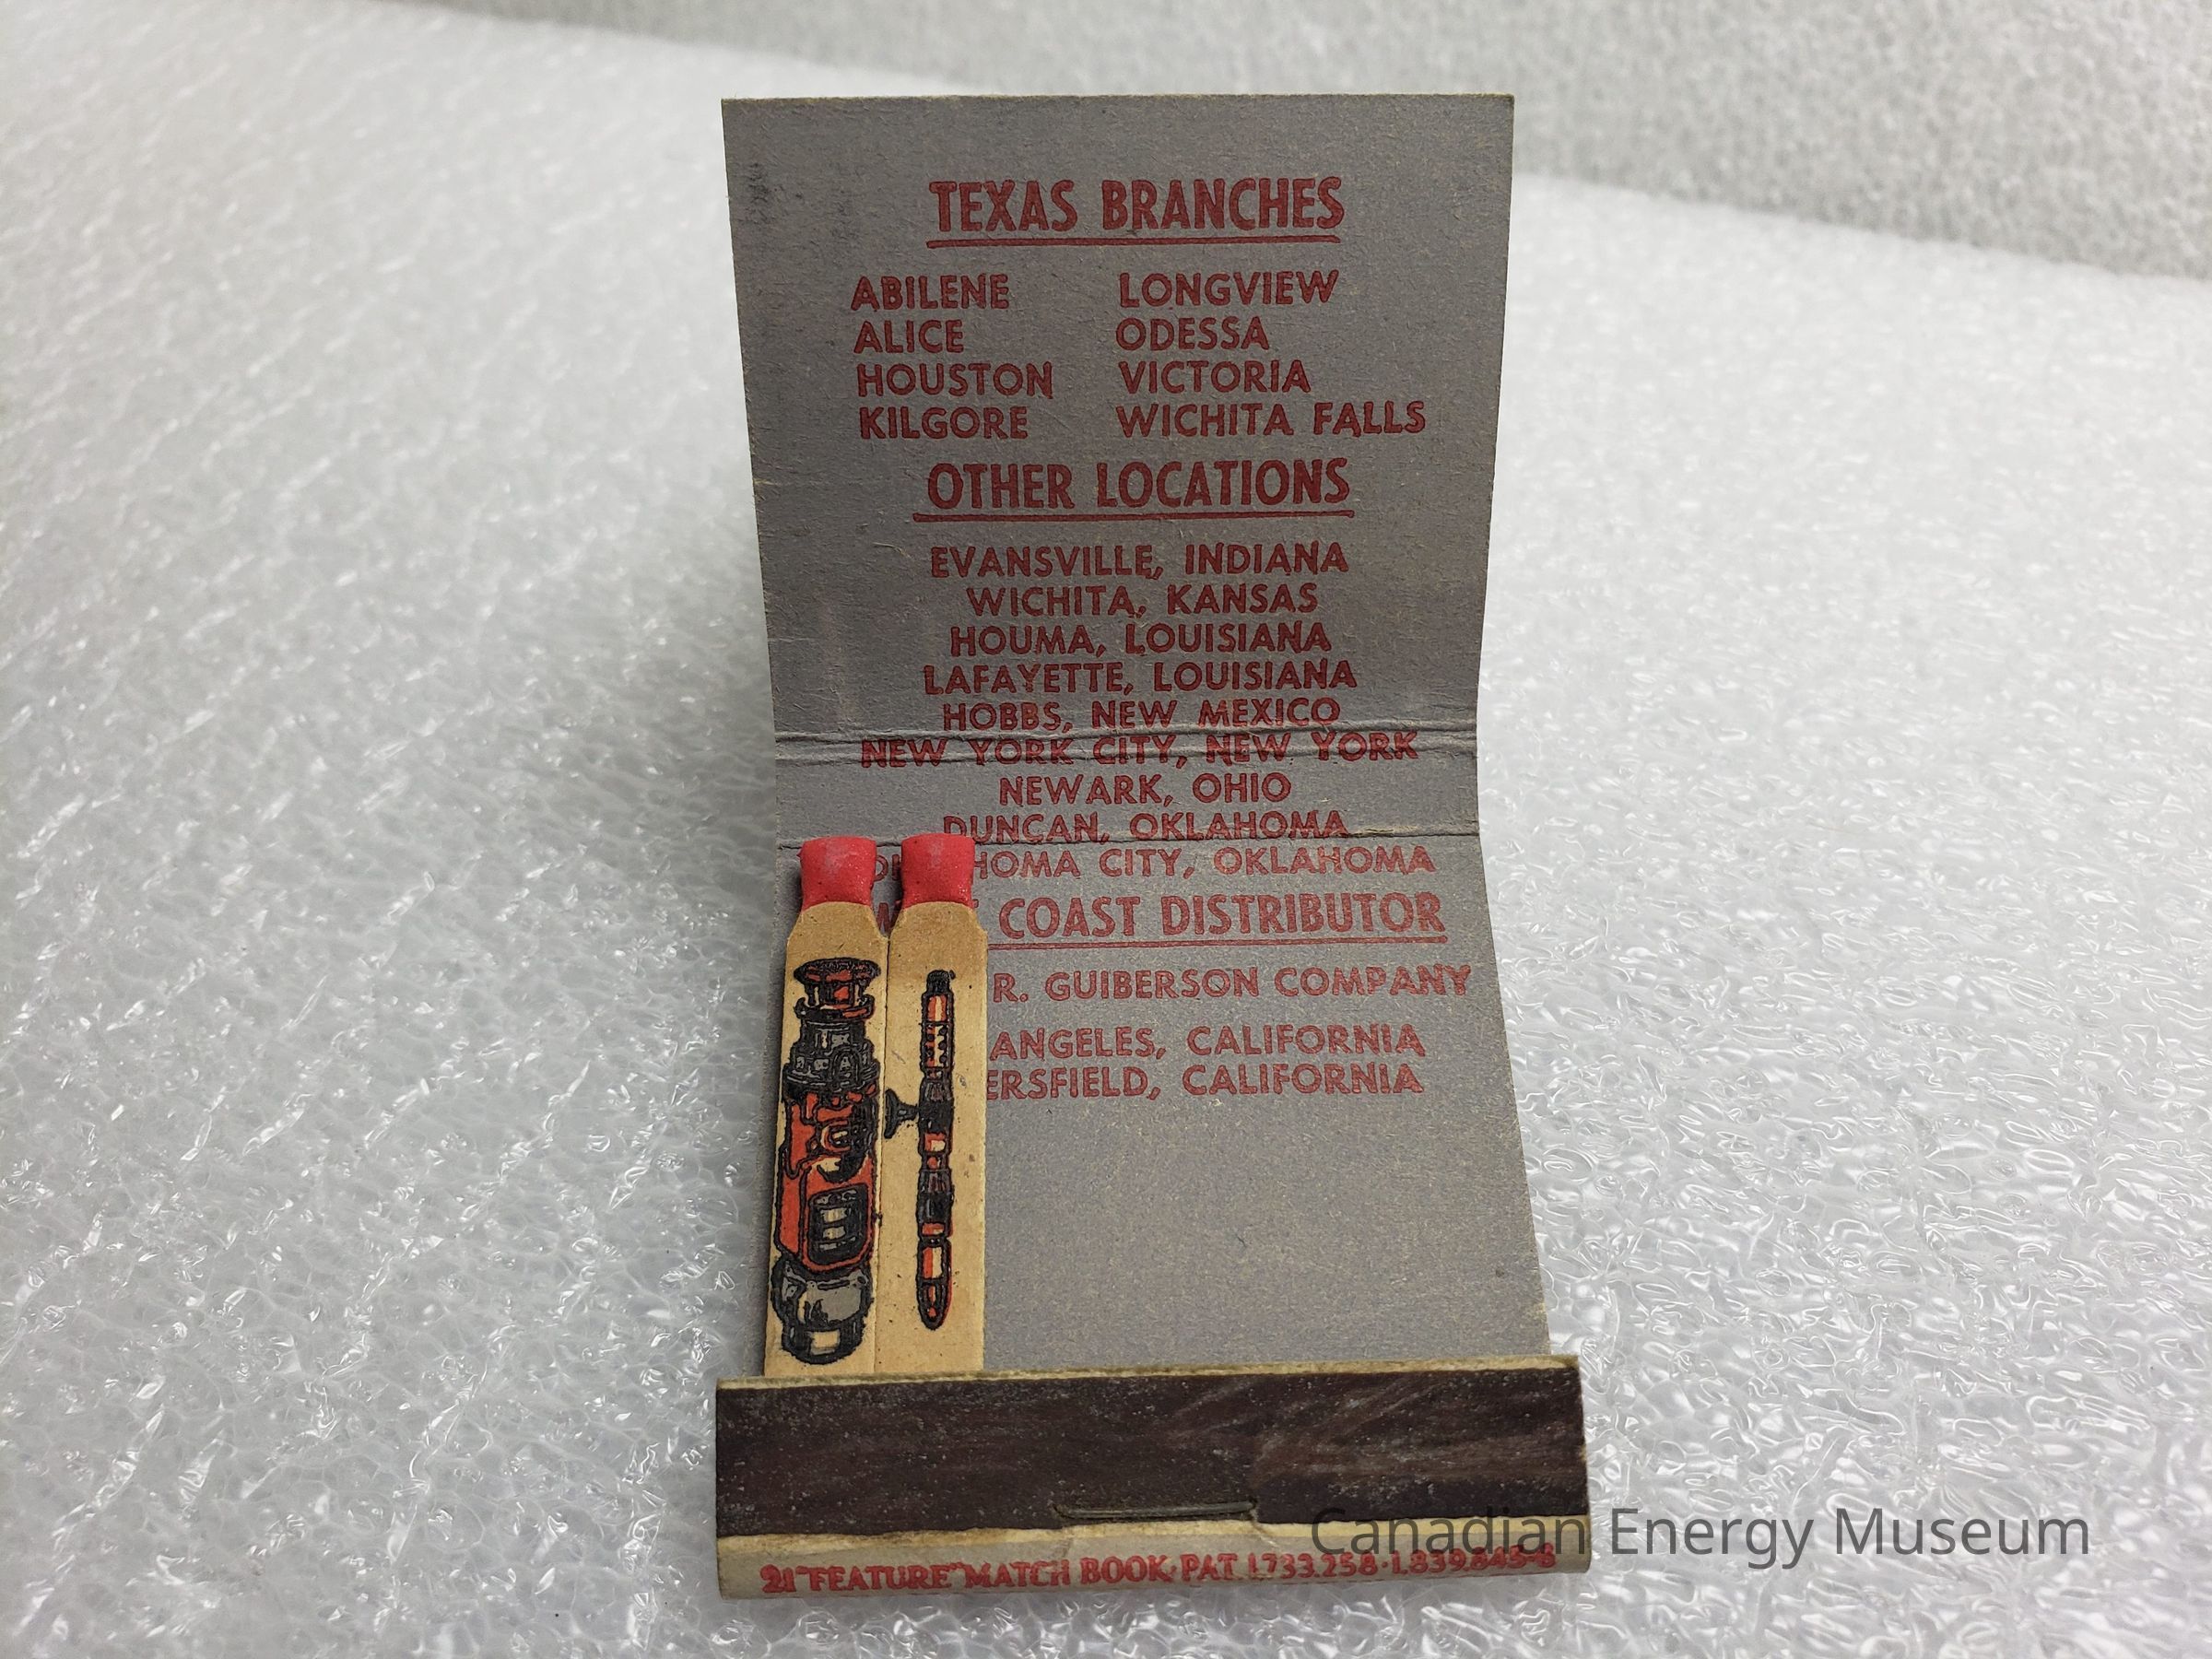 TEXAS BRANCHES
ABILENE LONGVIEW
ALICE ODESSA
HOUSTON VICTORIA
KILGORE WICHITA FALLS
OTHER LOCATIONS
EVANSVILLE, INDIANA
WICHITA, KANSAS
HOUMA, LOUISIANA
LAFAYETTE, LOUISIANA
HOBBS, NEW MEXICO
NEW YORK CITY, NEW YORK
NEWARK, OHIO
DUNCAN, OKLAHOMA
HOMA CITY, OKLAHOMA
COAST DISTRIBUTOR
R. GUIBERSON COMPANY
ANGELES, CALIFORNIA
ERSFIELD, CALIFORNIA
21 "FEATURE" MATCH BOOK·PAT. 1.733.258·
Canadian Energy Museum